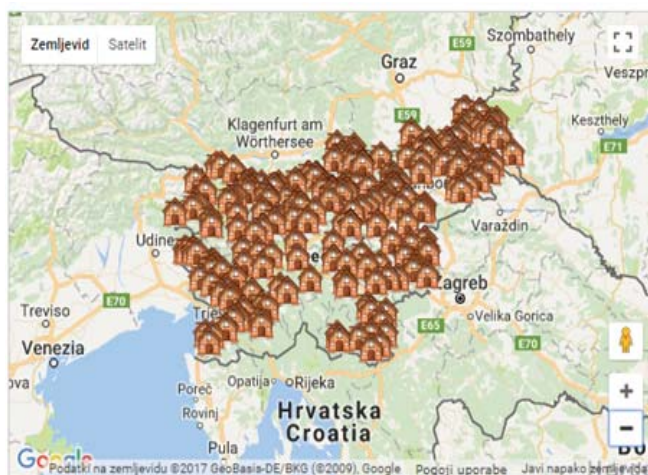 Zemljevid Satelit
Szombathely
Graz
E59
Veszpr
Keszthely
E59
Klagenfurt am
Wörthersee
E71
Varaždin
Udine
Zagreb
E70
Treviso
Velika Gorica
E65
E70
Venezia
Poreč
Opatija
Rijeka
Rovinj
Hrvatska
Croatia
Pula
Google
Podatki na zemljevidu ©2017 GeoBasis-DE/BKG (©2009), Google Pogoji uporabe Javi napako zemljevida